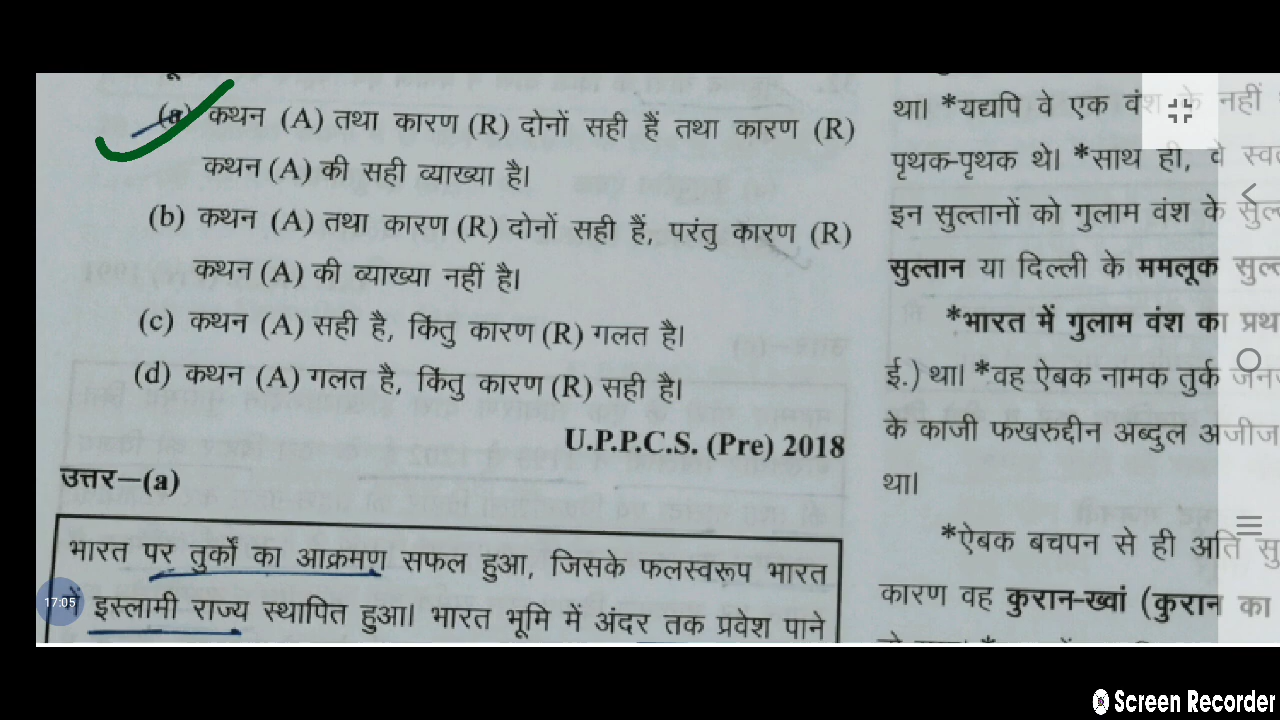 (a) कथन (A) तथा कारण (R) दोनों सही हैं तथा कारण (R)
कथन (A) की सही व्याख्या है।
(b) कथन (A) तथा कारण (R) दोनों सही हैं, परंतु कारण (R)
कथन (A) की व्याख्या नहीं है।
(c) कथन (A) सही है, किंतु कारण (R) गलत है।
(d) कथन (A) गलत है, किंतु कारण (R) सही है।
U.P.P.C.S. (Pre) 2018
उत्तर–(a)
भारत पर तुर्कों का आक्रमण सफल हुआ, जिसके फलस्वरूप भारत
में इस्लामी राज्य स्थापित हुआ। भारत भूमि में अंदर तक प्रवेश पाने
था। *यद्यपि वे एक वंश के नहीं
पृथक-पृथक थे। *साथ ही, वे
इन सुल्तानों को गुलाम वंश के
सुल्तान या दिल्ली के ममलूक
*भारत में गुलाम वंश का
ई.) था। *वह ऐबक नामक तुर्क
के काजी फखरुद्दीन अब्दुल अजीज
था।
*ऐबक बचपन से ही अति
कारण वह कुरान-ख्वां (कुरान का
17:05
Screen Recorder